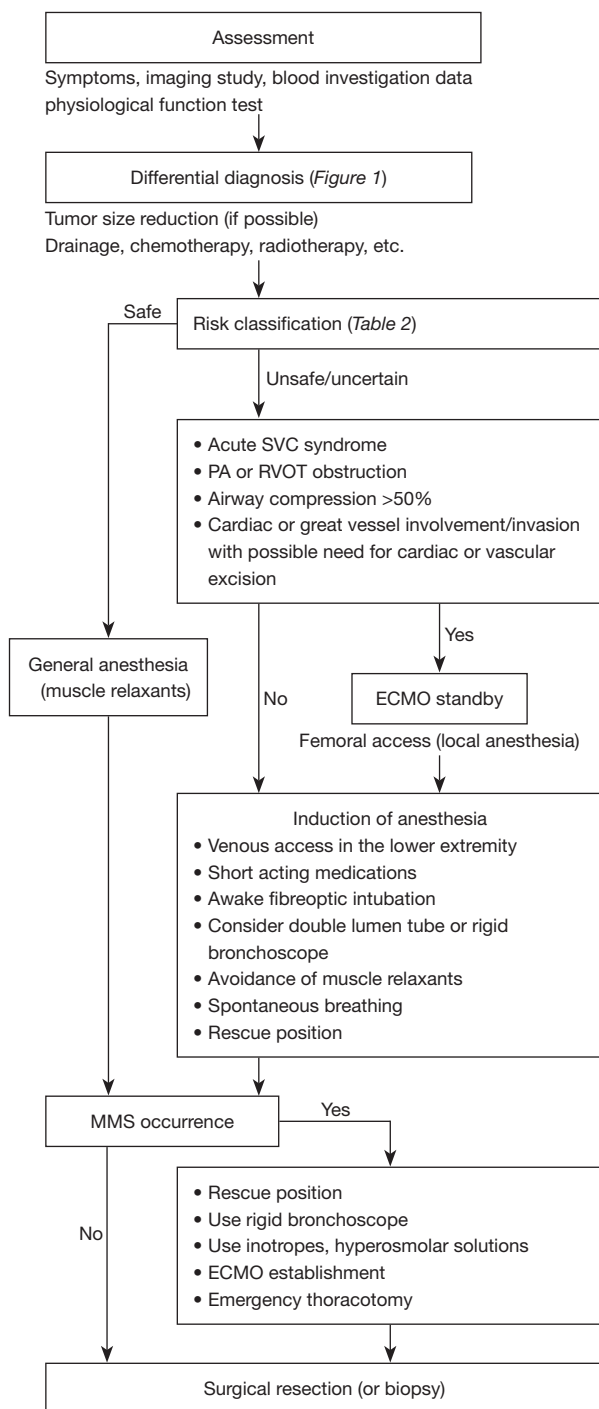 Assessment
Symptoms, imaging study, blood investigation data
physiological function test
Differential diagnosis (Figure 1)
Tumor size reduction (if possible)
Drainage, chemotherapy, radiotherapy, etc.
Safe
Risk classification (Table 2)
Unsafe/uncertain
• Acute SVC syndrome
• PA or RVOT obstruction
• Airway compression >50%
• Cardiac or great vessel involvement/invasion
with possible need for cardiac or vascular
excision
Yes
General anesthesia
(muscle relaxants)
No
ECMO standby
Femoral access (local anesthesia)
Induction of anesthesia
• Venous access in the lower extremity
• Short acting medications
• Awake fibreoptic intubation
• Consider double lumen tube or rigid
bronchoscope
• Avoidance of muscle relaxants
• Spontaneous breathing
• Rescue position
MMS occurrence
Yes
No
• Rescue position
• Use rigid bronchoscope
• Use inotropes, hyperosmolar solutions
• ECMO establishment
• Emergency thoracotomy
Surgical resection (or biopsy)